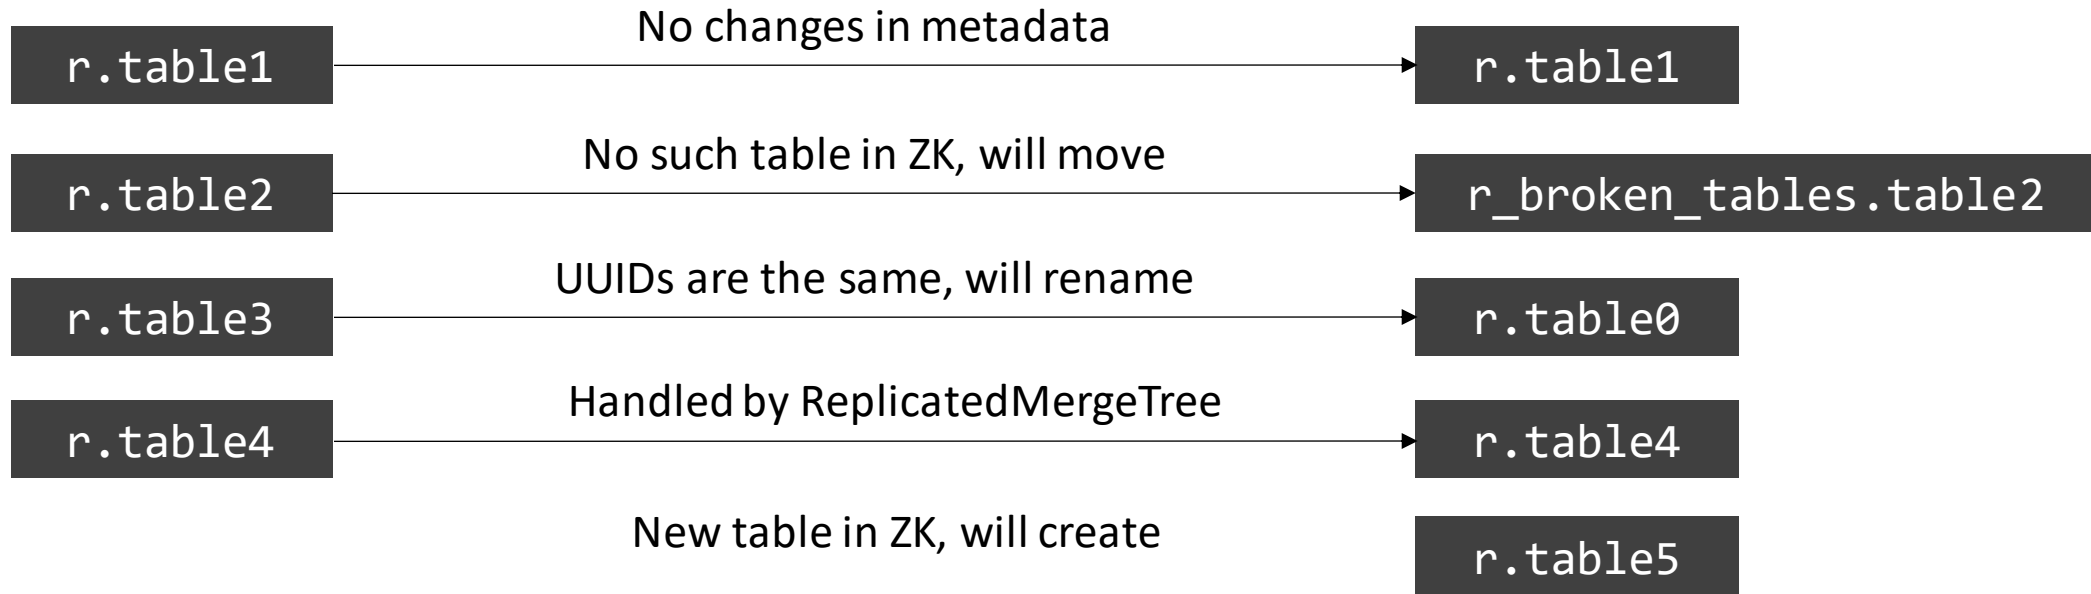 No changes in metadata
r.table1
r.table1
No such table in ZK, will move
r.table2
r_broken_tables.table2
UUIDs are the same, will rename
r.table3
r.table0
Handled by ReplicatedMergeTree
r.table4
r.table4
New table in ZK, will create
r.table5